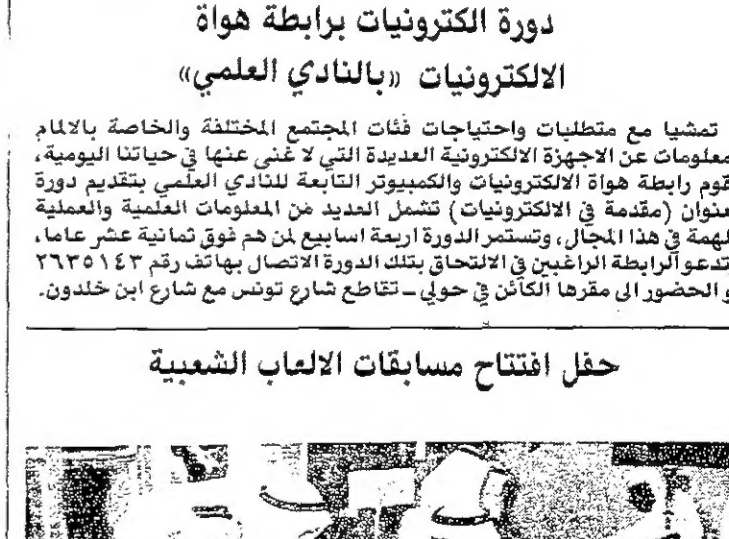 دورة الكترونيات برابطة هواة
الالكترونيات «بالنادي العلمي»
تمشيا مع متطلبات واحتياجات فئات المجتمع المختلفة والخاصة بالالمام
معلومات عن الاجهزة الالكترونية العديدة التي لا غنى عنها في حياتنا اليومية،
قوم رابطة هواة الالكترونيات والكمبيوتر التابعة للنادي العلمي بتقديم دورة
عنوان (مقدمة في الالكترونيات) تشمل العديد من المعلومات العلمية والعملية
لهمة في هذا المجال، وتستمر الدورة اربعة اسابيع لمن هم فوق ثمانية عشر عاما،
تدعو الرابطة الراغبين في الالتحاق بتلك الدورة الاتصال بهاتف رقم ٢٦٣٥١٤٣
و الحضور الى مقرها الكائن في حولي ــ تقاطع شارع تونس مع شارع ابن خلدون.
حفل افتتاح مسابقات الالعاب الشعبية